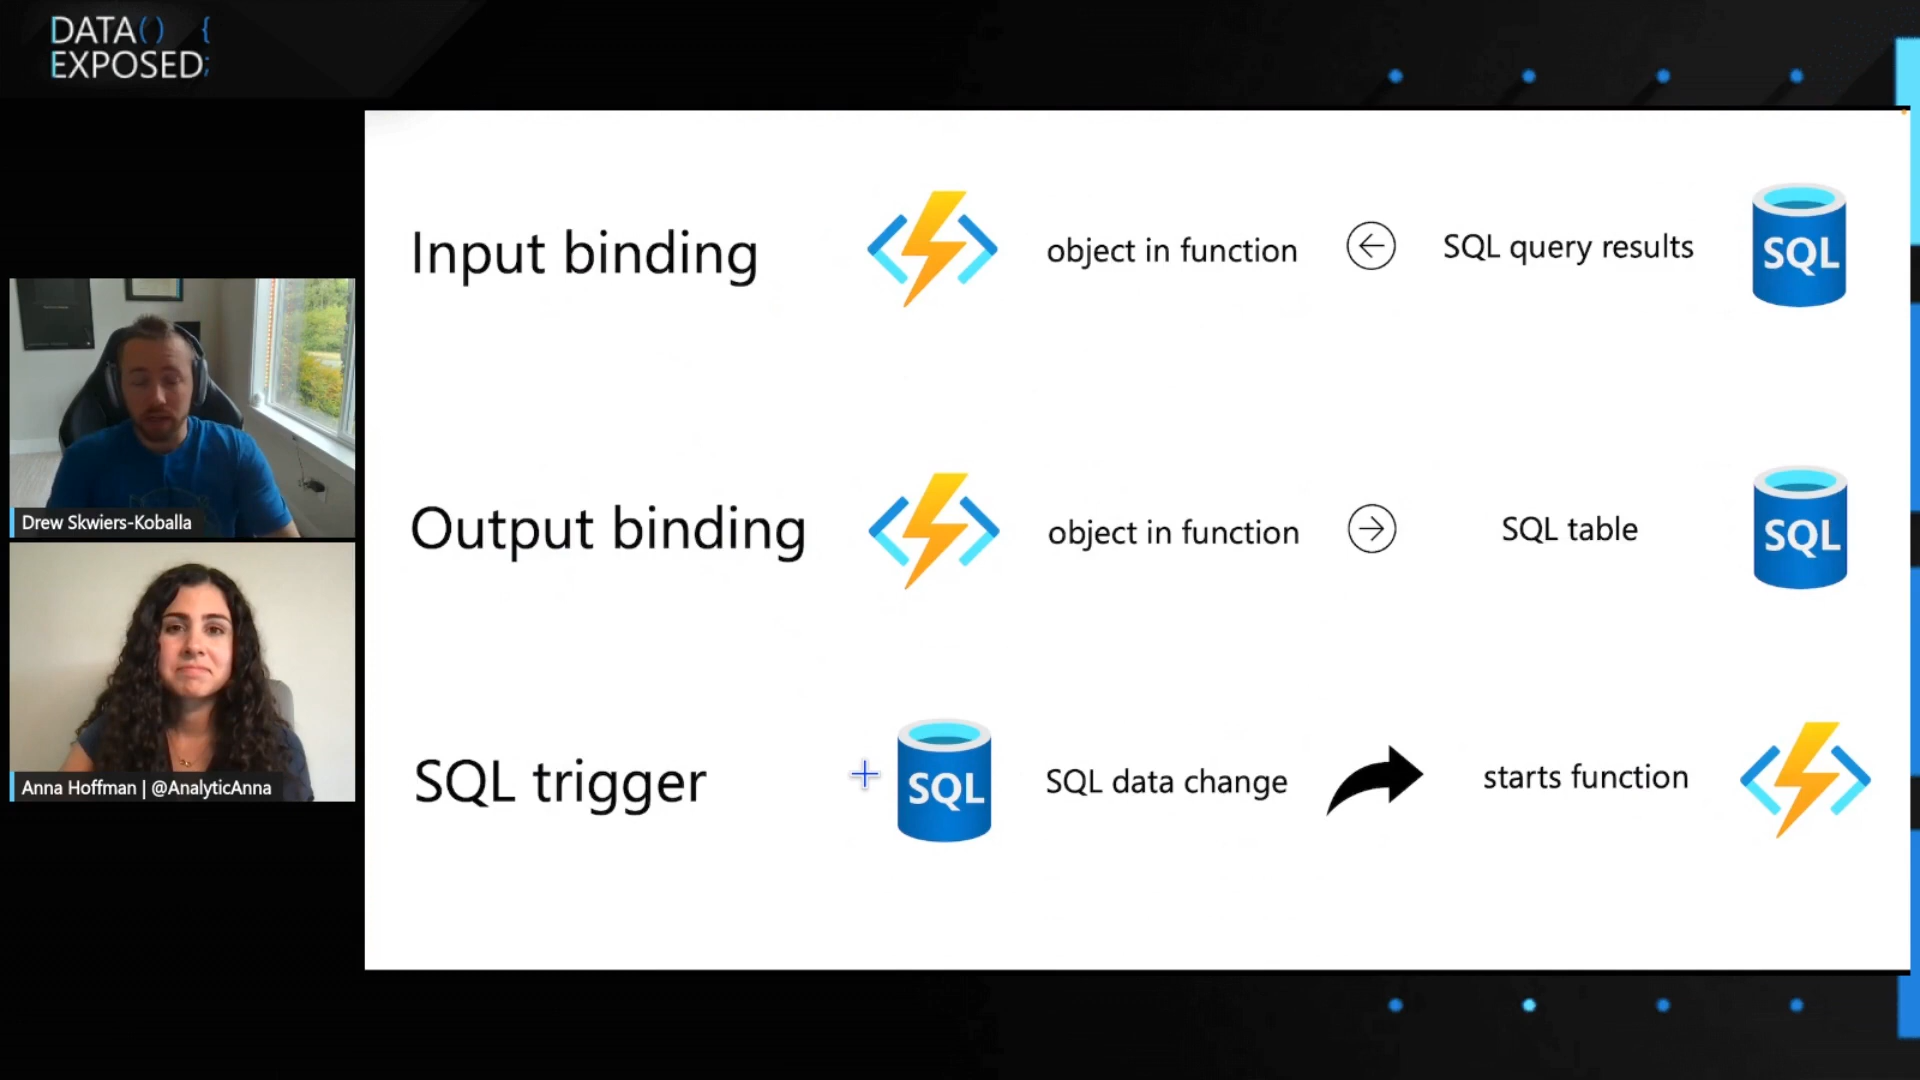 DATA() {
EXPOSED;
Input binding
object in function
SQL query results
SQL
Output binding
object in function
SQL table
SQL
SQL trigger
SQL
SQL data change
starts function
Drew Skwiers-Koballa
Anna Hoffman | @AnalyticAnna